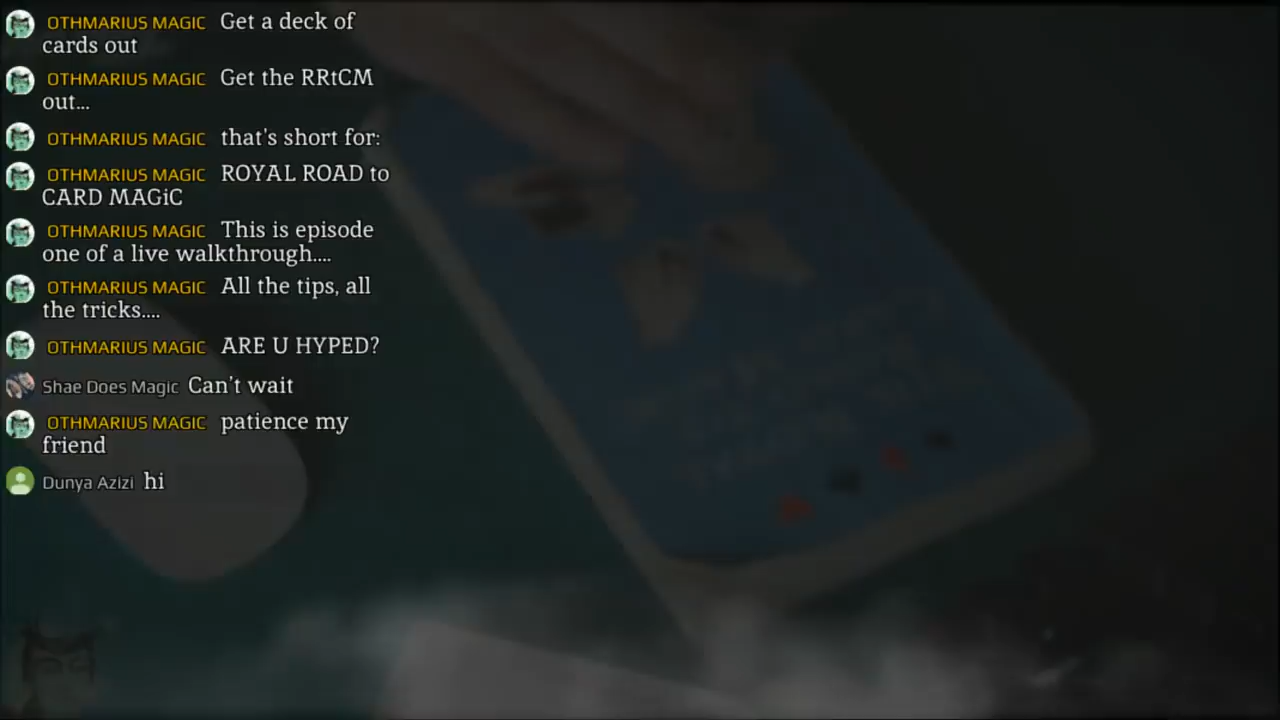 OTHMARIUS MAGIC Get a deck of
cards out
OTHMARIUS MAGIC Get the RRtCM
out...
OTHMARIUS MAGIC that's short for:
OTHMARIUS MAGIC ROYAL ROAD to
CARD MAGiC
OTHMARIUS MAGIC This is episode
one of a live walkthrough....
OTHMARIUS MAGIC All the tips, all
the tricks....
OTHMARIUS MAGIC ARE U HYPED?
Shae Does Magic Can't wait
OTHMARIUS MAGIC patience my
friend
Dunya Azizi hi